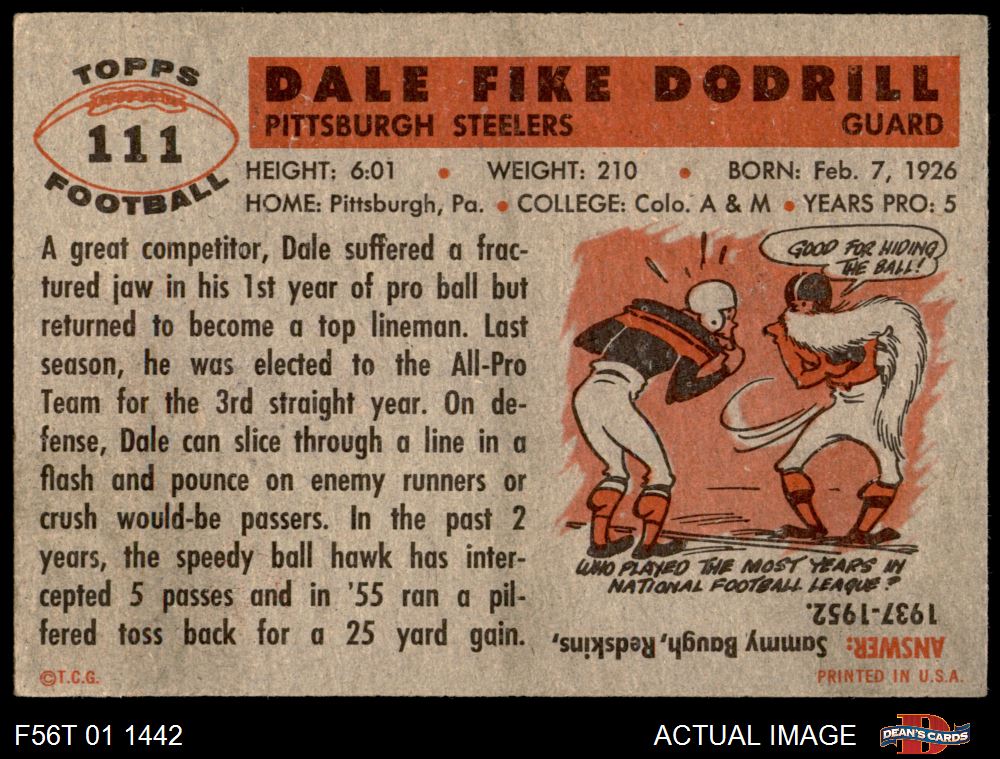 TOPPS
111
FOOTBALL
DALE FIKE DODRILL
PITTSBURGH STEELERS GUARD
HEIGHT: 6:01 • WEIGHT: 210 • BORN: Feb. 7, 1926
HOME: Pittsburgh, Pa. • COLLEGE: Colo. A & M • YEARS PRO: 5
A great competitor, Dale suffered a frac-
tured jaw in his 1st year of pro ball but
returned to become a top lineman. Last
season, he was elected to the All-Pro
Team for the 3rd straight year. On de-
fense, Dale can slice through a line in a
flash and pounce on enemy runners or
crush would-be passers. In the past 2
years, the speedy ball hawk has inter-
cepted 5 passes and in '55 ran a pil-
fered toss back for a 25 yard gain.
©T.C.G.
GOOD FOR HIDING
THE BALL!
WHO PLAYED THE MOST YEARS IN
NATIONAL FOOTBALL LEAGUE?
ANSWER: Sammy Baugh, Redskins,
1937-1952.
PRINTED IN U.S.A.
F56T 01 1442
ACTUAL IMAGE
D
DEAN'S CARDS